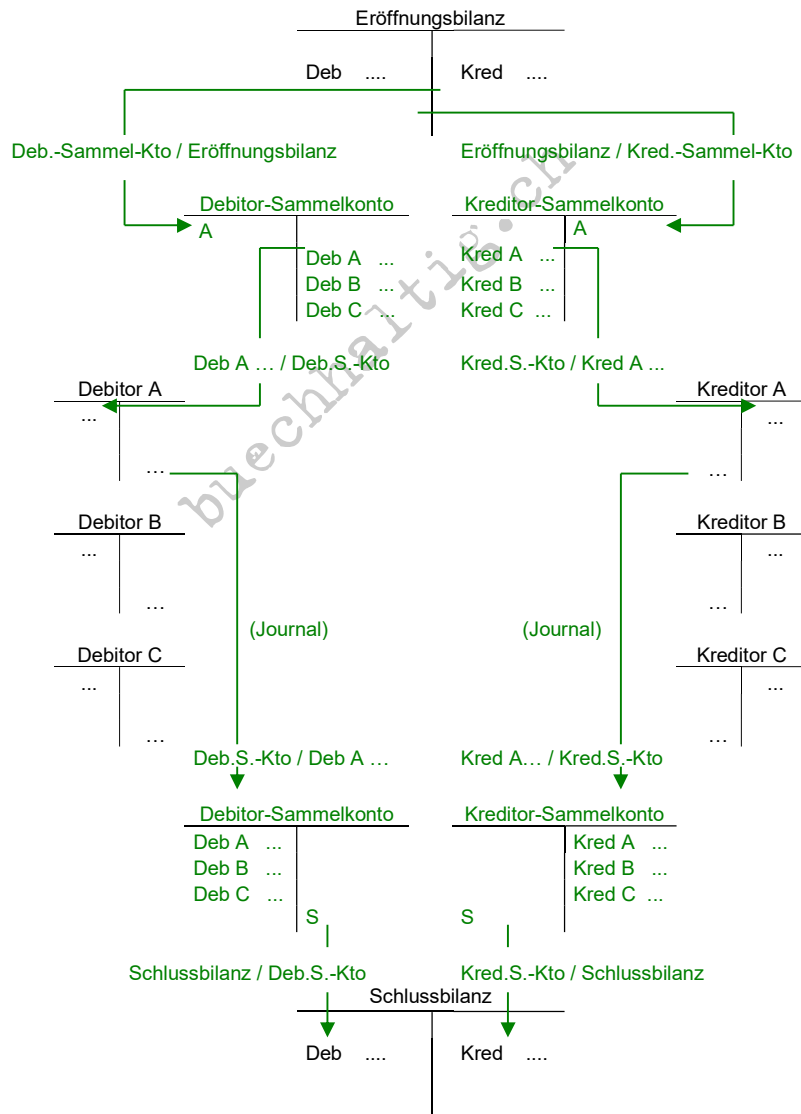 Eröffnungsbilanz
Deb .... Kred ....
Deb.-Sammel-Kto / Eröffnungsbilanz Eröffnungsbilanz / Kred.-Sammel-Kto
Debitor-Sammelkonto Kreditor-Sammelkonto
A A
Deb A ... Kred A ...
Deb B ... Kred B ...
Deb C ... Kred C ...
Deb A … / Deb.S.-Kto Kred.S.-Kto / Kred A ...
Debitor A Kreditor A
... ...
… …
Debitor B Kreditor B
... ...
… …
(Journal) (Journal)
Debitor C Kreditor C
... ...
… …
Deb.S.-Kto / Deb A … Kred A… / Kred.S.-Kto
Debitor-Sammelkonto Kreditor-Sammelkonto
Deb A ... Kred A ...
Deb B ... Kred B ...
Deb C ... Kred C ...
S S
Schlussbilanz / Deb.S.-Kto Kred.S.-Kto / Schlussbilanz
Schlussbilanz
Deb .... Kred ....
buechhaltig.ch